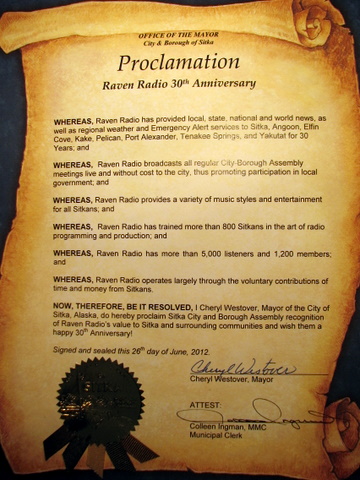 OFFICE OF THE MAYOR
City & Borough of Sitka
Proclamation
Raven Radio 30th Anniversary
WHEREAS, Raven Radio has provided local, state, national and world news, as
well as regional weather and Emergency Alert services to Sitka, Angoon, Elfin
Cove, Kake, Pelican, Port Alexander, Tenakee Springs, and Yakutat for 30
Years; and
WHEREAS, Raven Radio broadcasts all regular City-Borough Assembly
meetings live and without cost to the city, thus promoting participation in local
government; and
WHEREAS, Raven Radio provides a variety of music styles and entertainment
for all Sitkans; and
WHEREAS, Raven Radio has trained more than 800 Sitkans in the art of radio
programming and production; and
WHEREAS, Raven Radio has more than 5,000 listeners and 1,200 members;
and
WHEREAS, Raven Radio operates largely through the voluntary contributions of
time and money from Sitkans.
NOW, THEREFORE, BE IT RESOLVED, I Cheryl Westover, Mayor of the City of
Sitka, Alaska, do hereby proclaim Sitka City and Borough Assembly recognition
of Raven Radio's value to Sitka and surrounding communities and wish them a
happy 30th Anniversary!
Signed and sealed this 26th day of June, 2012.
Cheryl Westover
Cheryl Westover, Mayor
ATTEST:
Colleen Ingman, MMC
Municipal Clerk